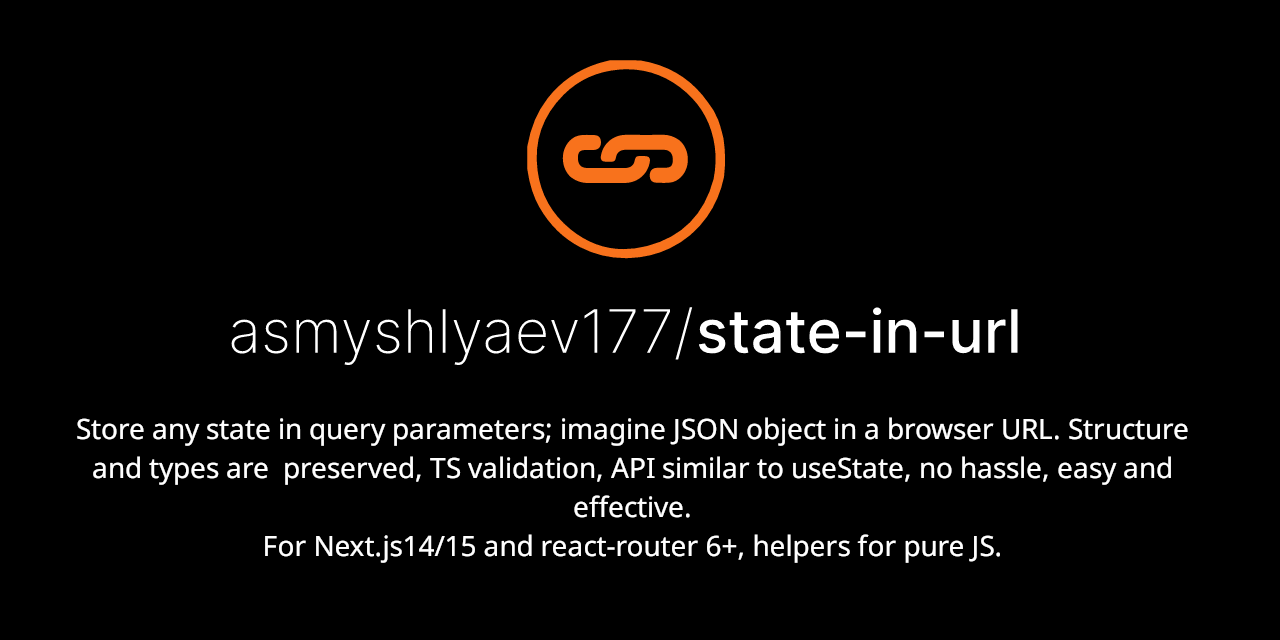 asmyshlyaev177/state-in-url
Store any state in query parameters; imagine JSON object in a browser URL. Structure
and types are  preserved, TS validation, API similar to useState, no hassle, easy and
effective.
For Next.js14/15 and react-router 6+, helpers for pure JS.